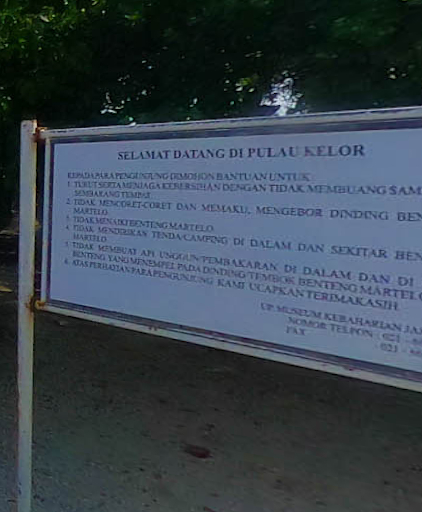 SELAMAT DATANG DI PULAU KELOR
KEPADA PARA PENGUNJUNG DIMOHON BANTUAN UNTUK
1. TURUT SERTA MENJAGA KEBERSIHAN DENGAN TIDAK MEMBUANG SAM
SEMBARANG TEMPAT.
2. TIDAK MENCORET-CORET DAN MEMAKU, MENGEBOR DINDING BEN
MARTELO.
3. TIDAK MENAIKI BENTENG MARTELO.
4. TIDAK MENDIRIKAN TENDA/CAMPING DI DALAM DAN SEKITAR BEN
MARTELO.
5. TIDAK MEMBUAT API UNGGUN/PEMBAKARAN DI DALAM DAN DI
BENTENG YANG MENEMPEL PADA DINDING/TEMBOK BENTENG MARTELO
6. ATAS PERHATIAN PARA PENGUNJUNG KAMI UCAPKAN TERIMAKASIH
UP. MUSEUM KEBAHARIAN JA
NOMOR TELPON : 021 - 6
FAX : 021 - 66